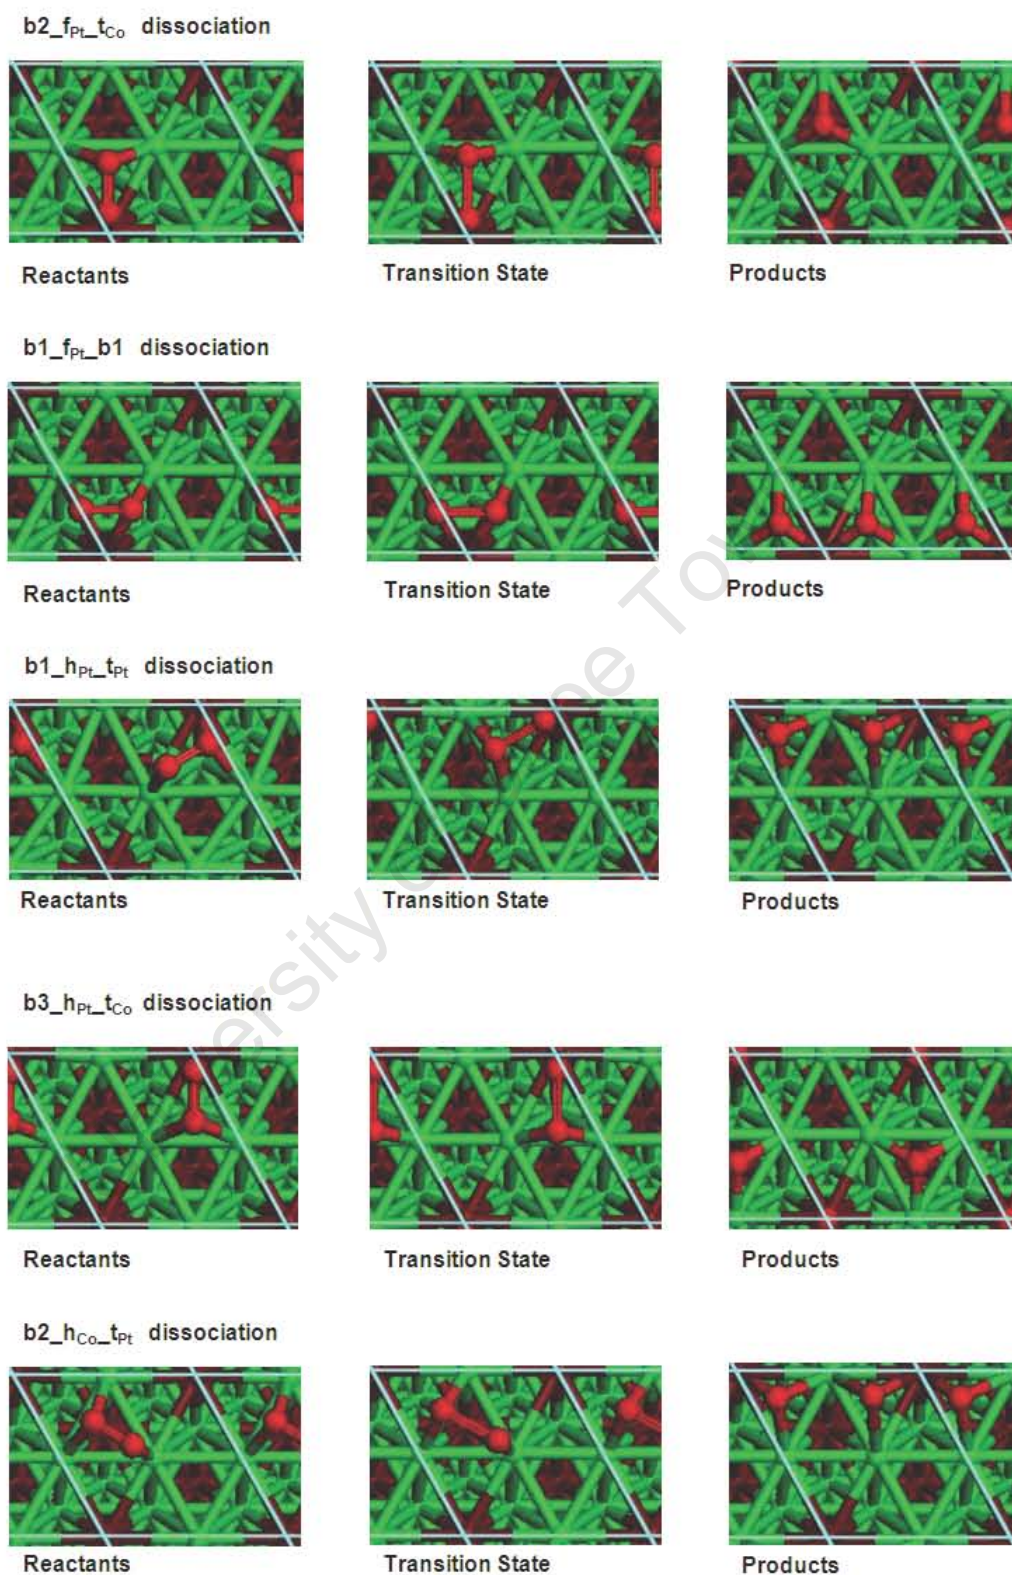 b2_fPt_tCo dissociation
Reactants Transition State Products
b1_fPt_b1 dissociation
Reactants Transition State Products
b1_hPt_tPt dissociation
Reactants Transition State Products
b3_hPt_tCo dissociation
Reactants Transition State Products
b2_hCo_tPt dissociation
Reactants Transition State Products